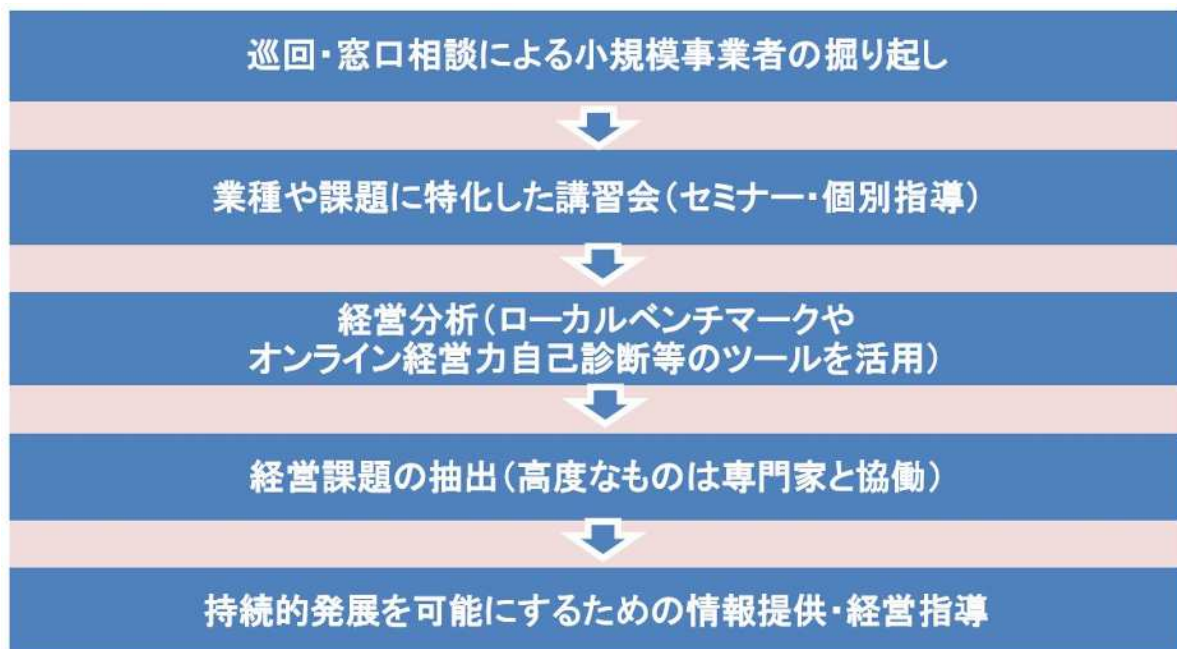 巡回・窓口相談による小規模事業者の掘り起し
業種や課題に特化した講習会（セミナー・個別指導）
経営分析（ローカルベンチマークや
オンライン経営力自己診断等のツールを活用）
経営課題の抽出（高度なものは専門家と協働）
持続的発展を可能にするための情報提供・経営指導